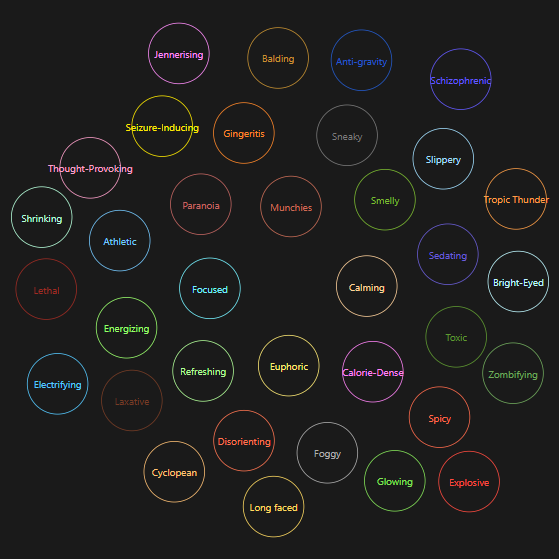 Jennerising
Balding
Anti-gravity
Schizophrenic
Seizure-Inducing
Gingeritis
Sneaky
Slippery
Thought-Provoking
Smelly
Tropic Thunder
Paranoia
Munchies
Shrinking
Athletic
Sedating
Bright-Eyed
Lethal
Focused
Calming
Energizing
Toxic
Electrifying
Refreshing
Euphoric
Calorie-Dense
Zombifying
Laxative
Spicy
Disorienting
Foggy
Cyclopean
Glowing
Explosive
Long faced